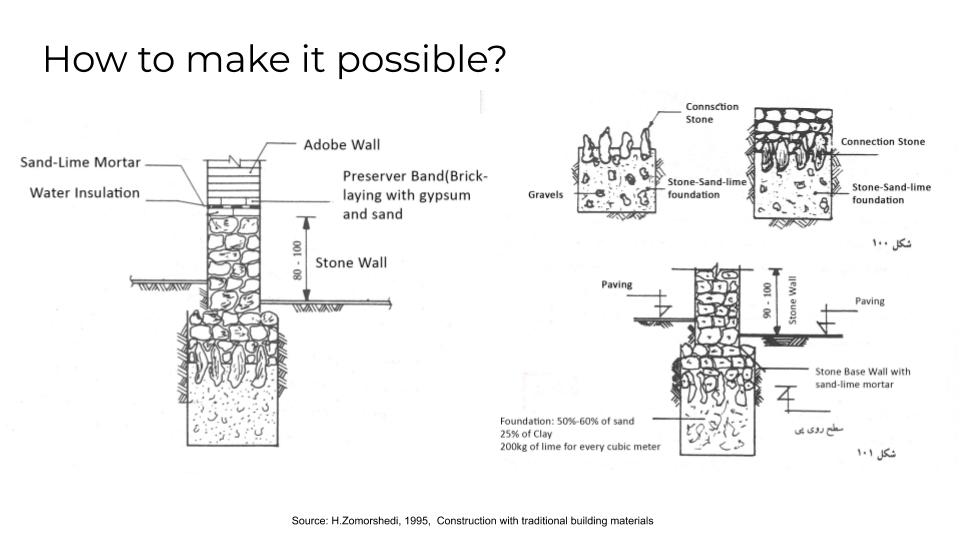 How to make it possible?
Sand-Lime Mortar
Water Insulation
Adobe Wall
Preserver Band(Brick-
laying with gypsum
and sand
80 - 100
Stone Wall
Connsction
Stone
Gravels
Stone-Sand-lime
foundation
Connection Stone
Stone-Sand-lime
foundation
شکل ۱۰۰
Paving
90 - 100
Stone Wall
Paving
Stone Base Wall with
sand-lime mortar
Foundation: 50%-60% of sand
25% of Clay
200kg of lime for every cubic meter
سطح روی پی
شکل ۱۰۱
Source: H.Zomorshedi, 1995, Construction with traditional building materials